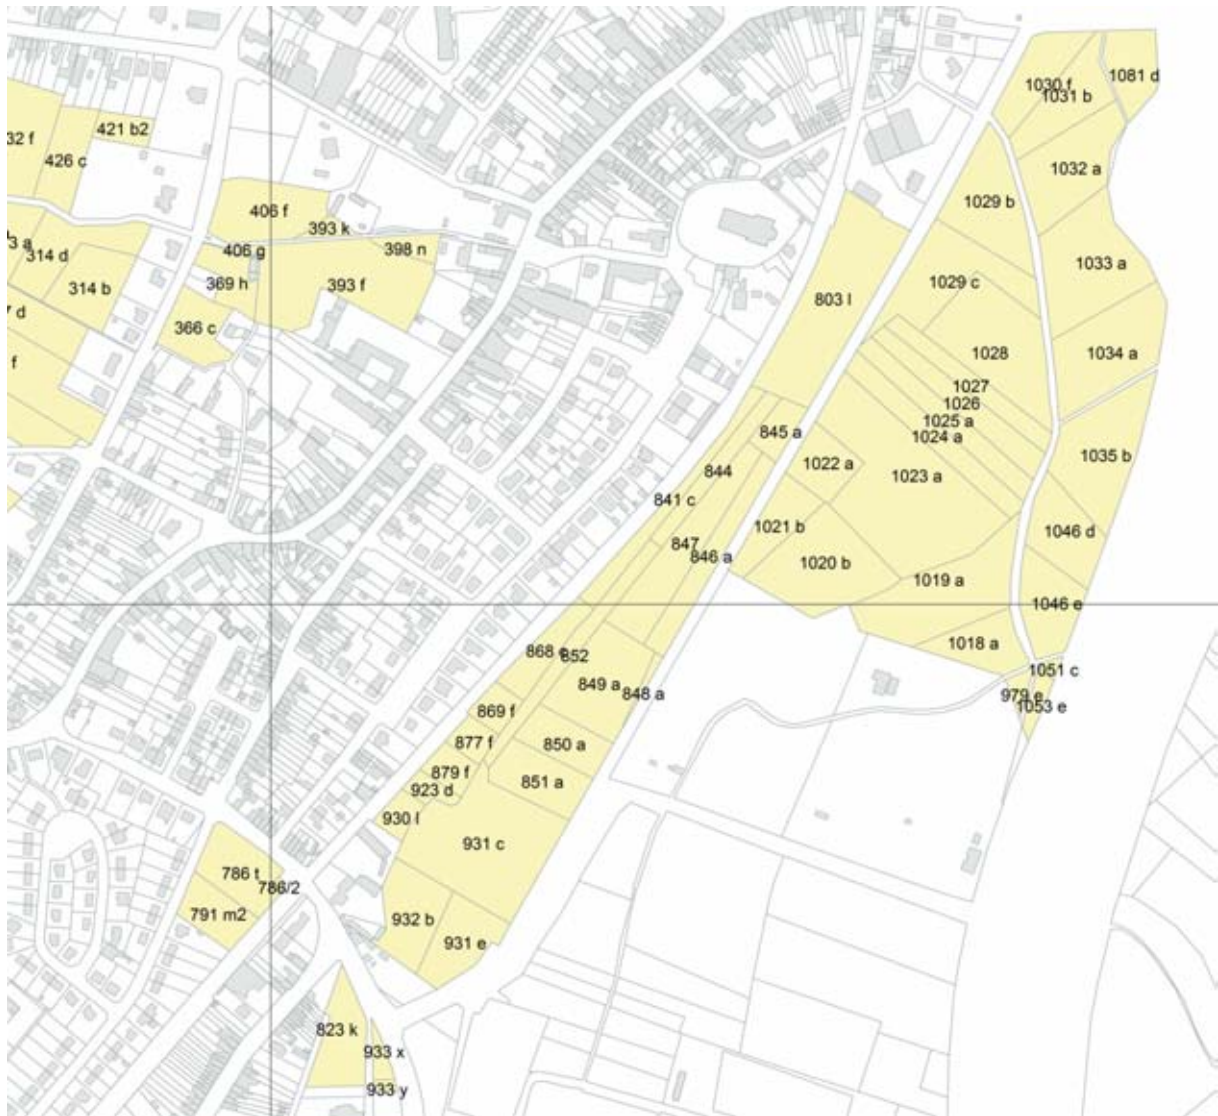 1030 f
1081 d
1031 b
421 b2
32 f
426 c
1032 a
1029 b
406 f
393 k
3 a
406 g
398 n
314 d
1033 a
369 h
393 f
1029 c
314 b
803 l
7 d
366 c
1028
1034 a
f
1027
1026
1025 a
845 a
1024 a
1035 b
1022 a
844
1023 a
841 c
1021 b
1046 d
847
846 a
1020 b
1019 a
1046 e
1018 a
868
852
1051 c
849 a
848 a
979 e
1053 e
869 f
877 f
850 a
879 f
851 a
923 d
930 l
931 c
786 t
786/2
791 m2
932 b
931 e
823 k
933 x
933 y